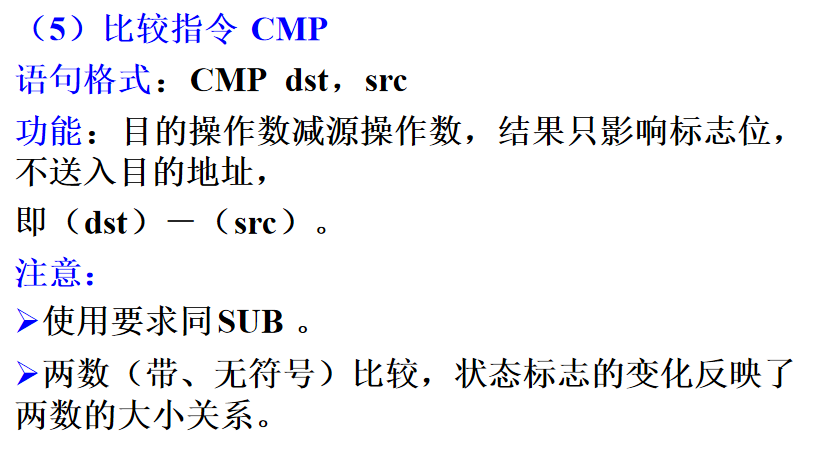 （5）比较指令 CMP
语句格式：CMP dst，src
功能：目的操作数减源操作数，结果只影响标志位，
不送入目的地址，
即（dst）－（src）。
注意：
➢使用要求同SUB 。
➢两数（带、无符号）比较，状态标志的变化反映了
两数的大小关系。